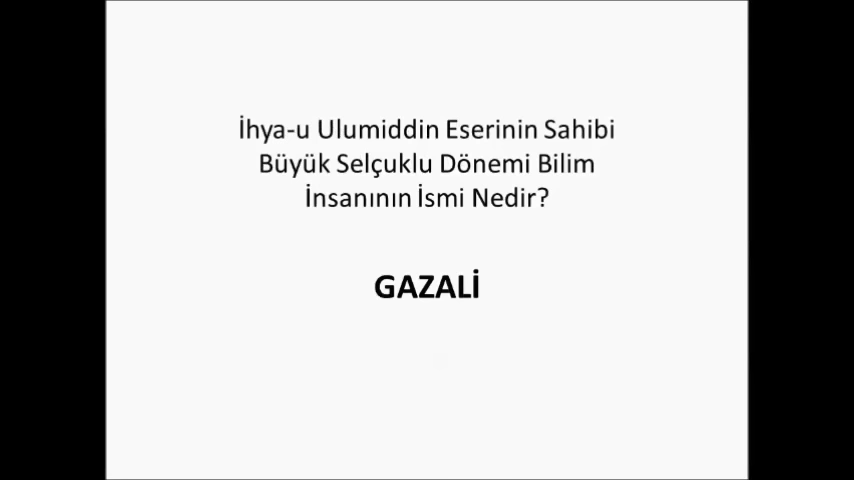 İhya-u Ulumiddin Eserinin Sahibi
Büyük Selçuklu Dönemi Bilim
İnsanının İsmi Nedir?
GAZALİ